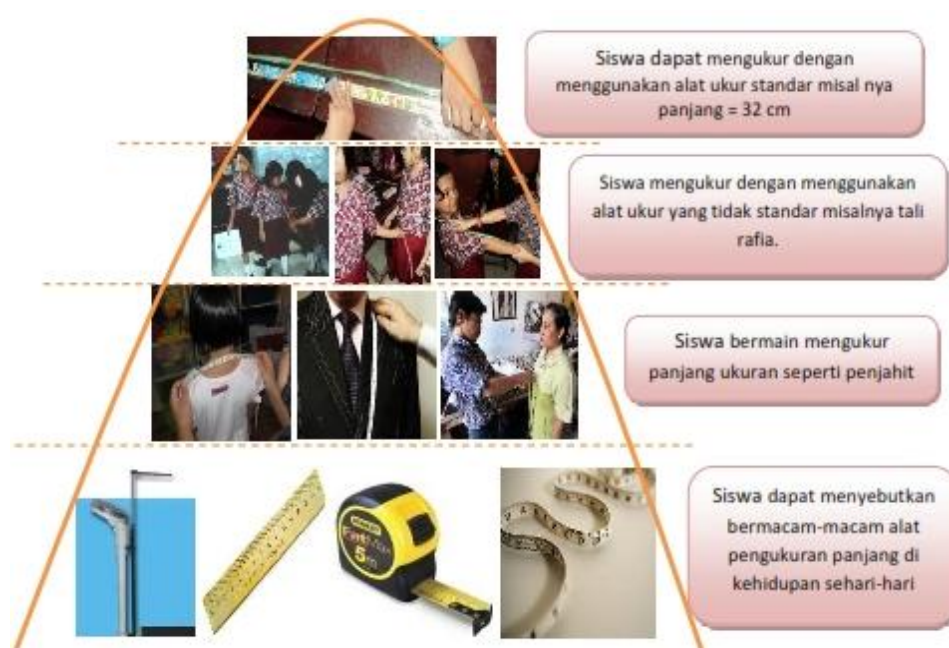 Siswa dapat mengukur dengan
menggunakan alat ukur standar misal nya
panjang = 32 cm
Siswa mengukur dengan menggunakan
alat ukur yang tidak standar misalnya tali
rafia.
Siswa bermain mengukur
panjang ukuran seperti penjahit
STANLEY
5m
Siswa dapat menyebutkan
bermacam-macam alat
pengukuran panjang di
kehidupan sehari-hari